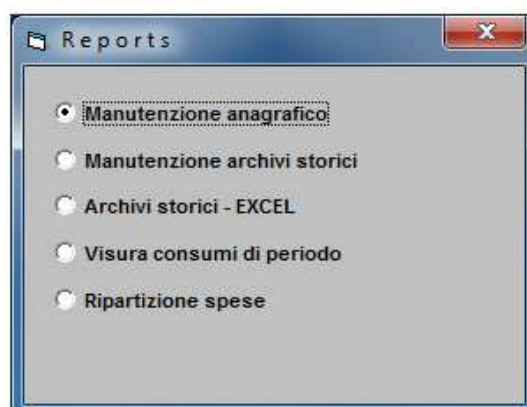 Reports
Manutenzione anagrafico
Manutenzione archivi storici
Archivi storici - EXCEL
Visura consumi di periodo
Ripartizione spese